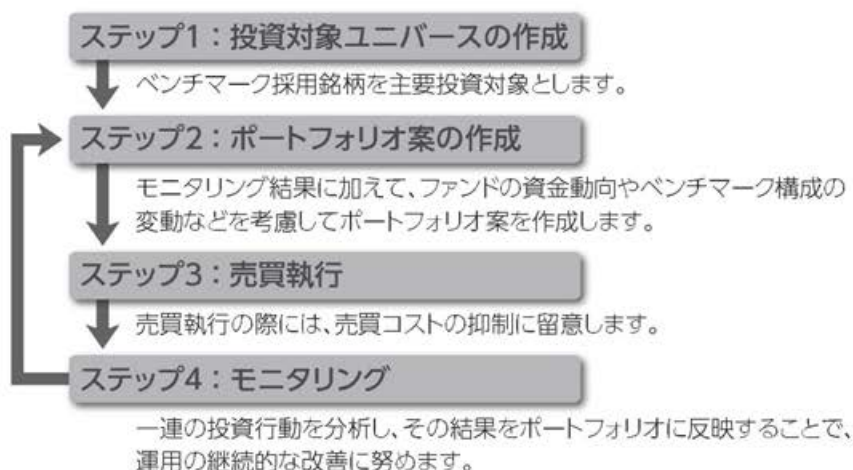 ステップ1：投資対象ユニバースの作成
ベンチマーク採用銘柄を主要投資対象とします。
ステップ2：ポートフォリオ案の作成
モニタリング結果に加えて、ファンドの資金動向やベンチマーク構成の
変動などを考慮してポートフォリオ案を作成します。
ステップ3：売買執行
売買執行の際には、売買コストの抑制に留意します。
ステップ4：モニタリング
一連の投資行動を分析し、その結果をポートフォリオに反映することで、
運用の継続的な改善に努めます。